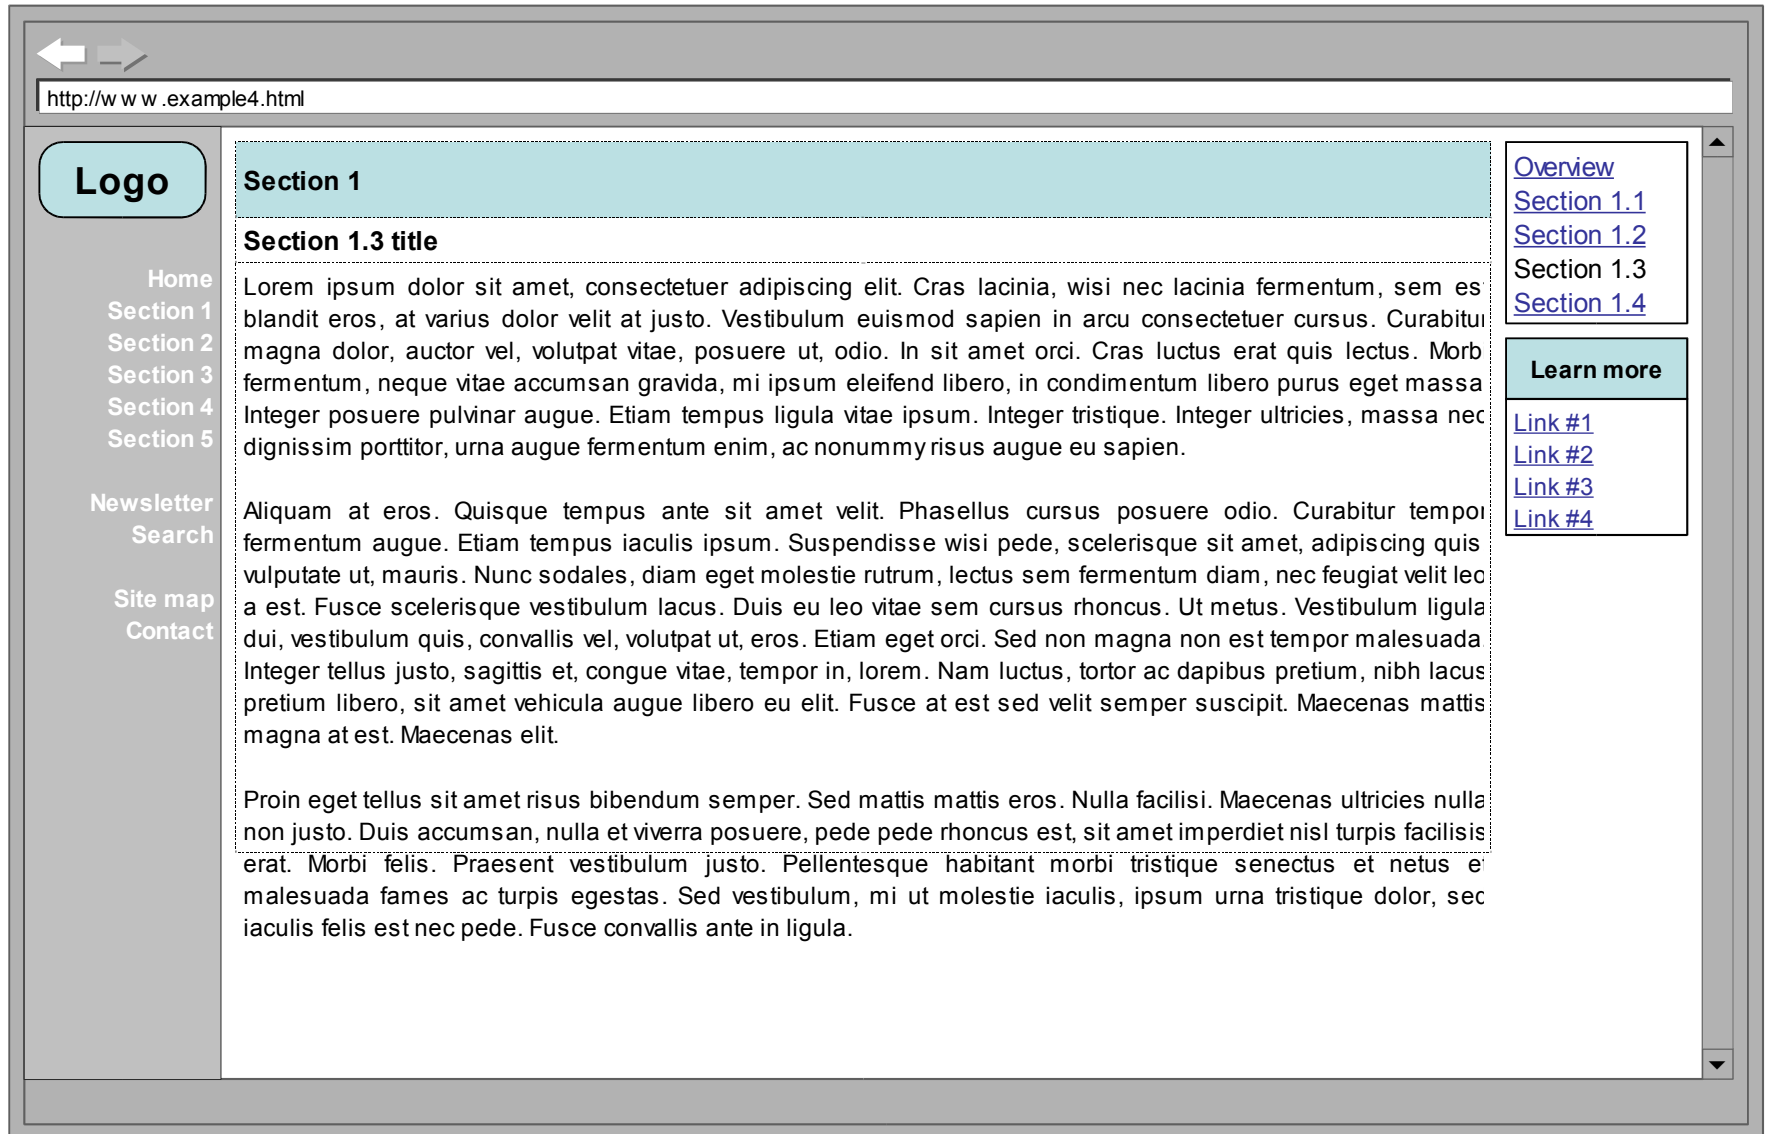 http://www.example4.html
Logo
Home
Section 1
Section 2
Section 3
Section 4
Section 5
Newsletter
Search
Site map
Contact
Section 1
Section 1.3 title
Lorem ipsum dolor sit amet, consectetuer adipiscing elit. Cras lacinia, wisi nec lacinia fermentum, sem es
blandit eros, at varius dolor velit at justo. Vestibulum euismod sapien in arcu consectetuer cursus. Curabitur
magna dolor, auctor vel, volutpat vitae, posuere ut, odio. In sit amet orci. Cras luctus erat quis lectus. Morb
fermentum, neque vitae accumsan gravida, mi ipsum eleifend libero, in condimentum libero purus eget massa
Integer posuere pulvinar augue. Etiam tempus ligula vitae ipsum. Integer tristique. Integer ultricies, massa nec
dignissim porttitor, urna augue fermentum enim, ac nonummy risus augue eu sapien.
Aliquam at eros. Quisque tempus ante sit amet velit. Phasellus cursus posuere odio. Curabitur tempor
fermentum augue. Etiam tempus iaculis ipsum. Suspendisse wisi pede, scelerisque sit amet, adipiscing quis
vulputate ut, mauris. Nunc sodales, diam eget molestie rutrum, lectus sem fermentum diam, nec feugiat velit leo
a est. Fusce scelerisque vestibulum lacus. Duis eu leo vitae sem cursus rhoncus. Ut metus. Vestibulum ligula
dui, vestibulum quis, convallis vel, volutpat ut, eros. Etiam eget orci. Sed non magna non est tempor malesuada.
Integer tellus justo, sagittis et, congue vitae, tempor in, lorem. Nam luctus, tortor ac dapibus pretium, nibh lacus
pretium libero, sit amet vehicula augue libero eu elit. Fusce at est sed velit semper suscipit. Maecenas mattis
magna at est. Maecenas elit.
Proin eget tellus sit amet risus bibendum semper. Sed mattis mattis eros. Nulla facilisi. Maecenas ultricies nulla
non justo. Duis accumsan, nulla et viverra posuere, pede pede rhoncus est, sit amet imperdiet nisl turpis facilisis
erat. Morbi felis. Praesent vestibulum justo. Pellentesque habitant morbi tristique senectus et netus et
malesuada fames ac turpis egestas. Sed vestibulum, mi ut molestie iaculis, ipsum urna tristique dolor, sed
iaculis felis est nec pede. Fusce convallis ante in ligula.
Overview
Section 1.1
Section 1.2
Section 1.3
Section 1.4
Learn more
Link #1
Link #2
Link #3
Link #4